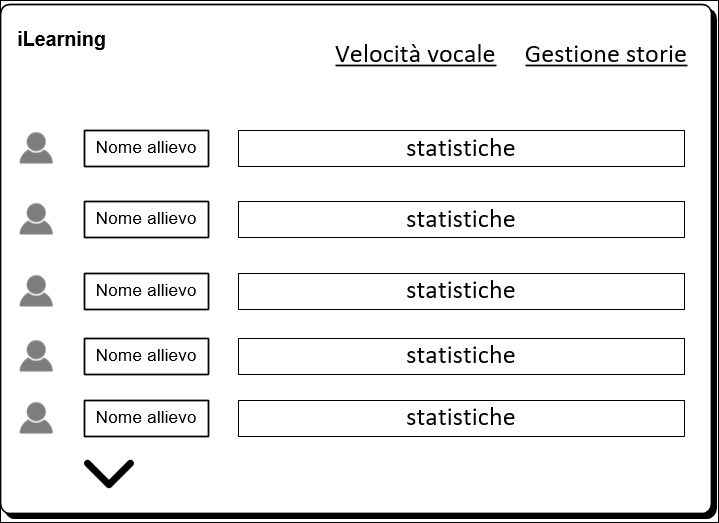 iLearning
Velocità vocale Gestione storie
Nome allievo statistiche
Nome allievo statistiche
Nome allievo statistiche
Nome allievo statistiche
Nome allievo statistiche